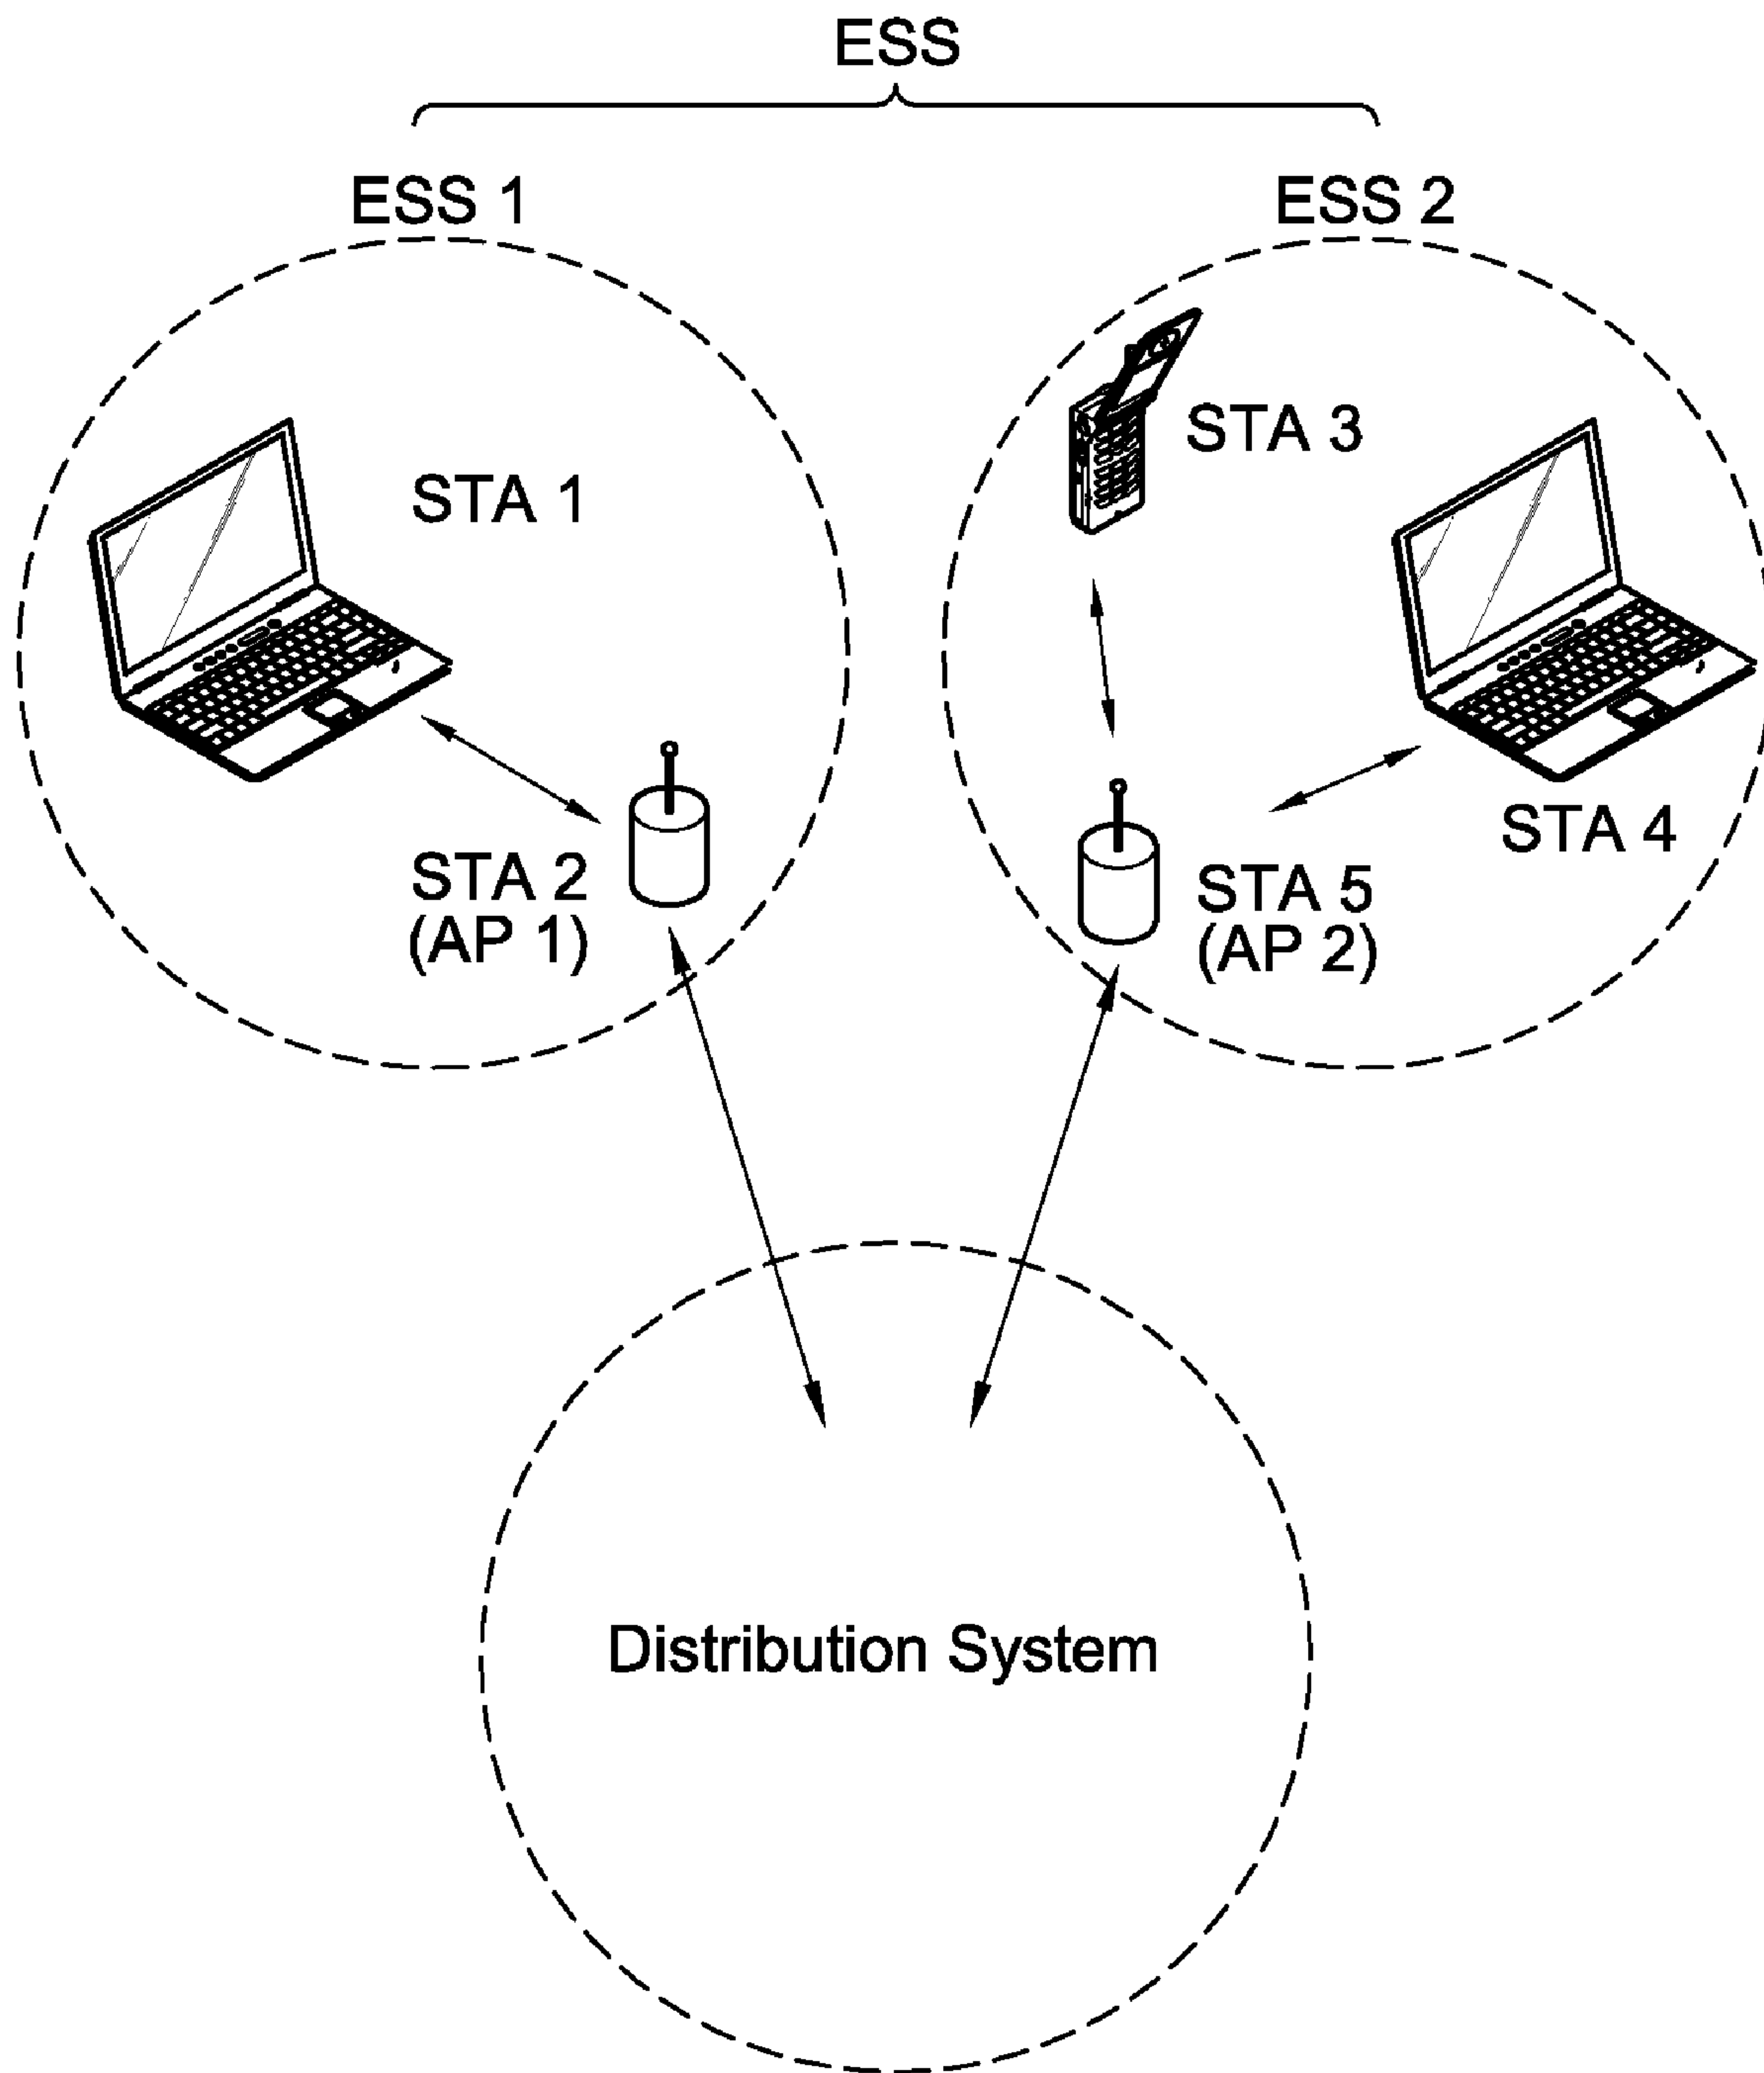 ESS
ESS 1
ESS 2
STA 1
STA 3
STA 4
STA 2
(AP 1)
STA 5
(AP 2)
Distribution System